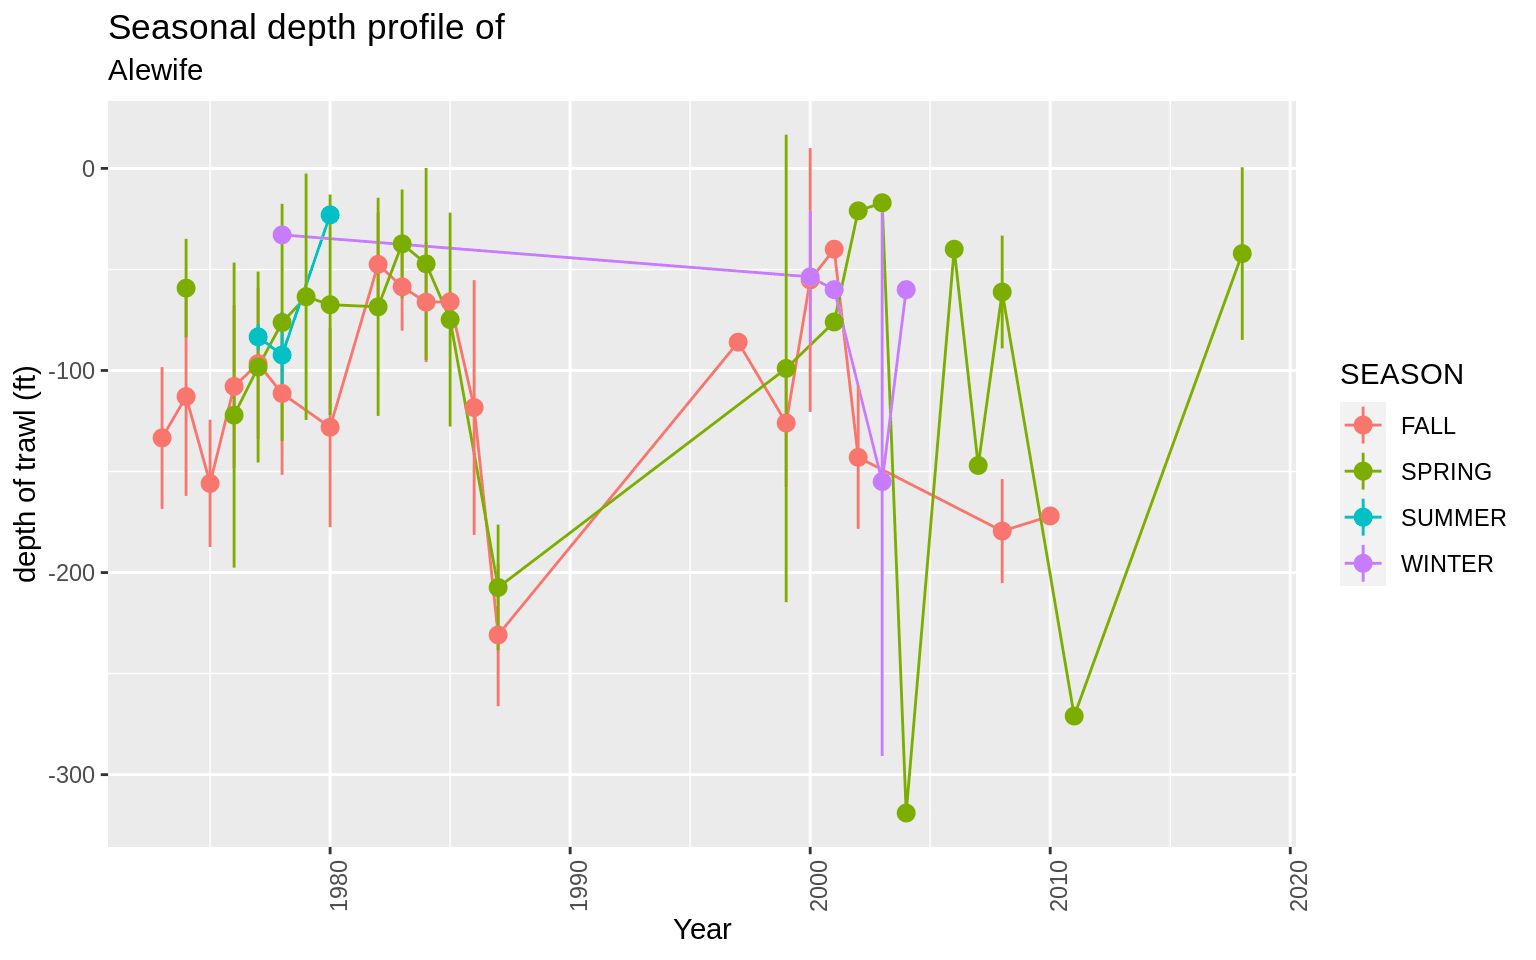 Seasonal depth profile of
Alewife
depth of trawl (ft)
0
-100
-200
-300
1980
1990
2000
2010
2020
Year
SEASON
FALL
SPRING
SUMMER
WINTER